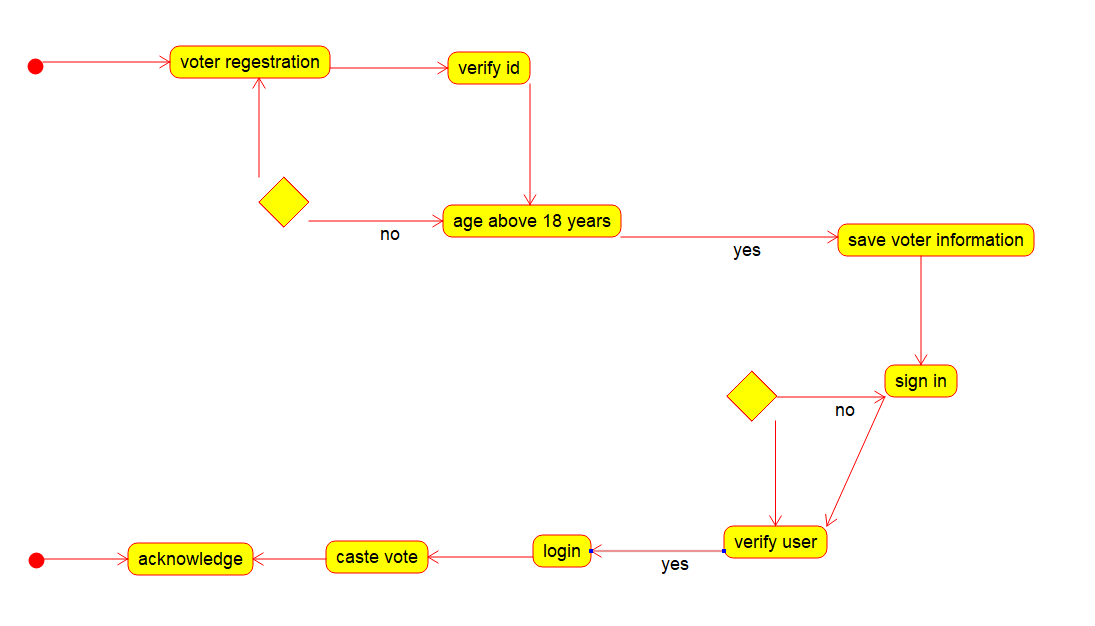 voter regestration
verify id
age above 18 years
no
yes
save voter information
sign in
no
verify user
yes
login
caste vote
acknowledge